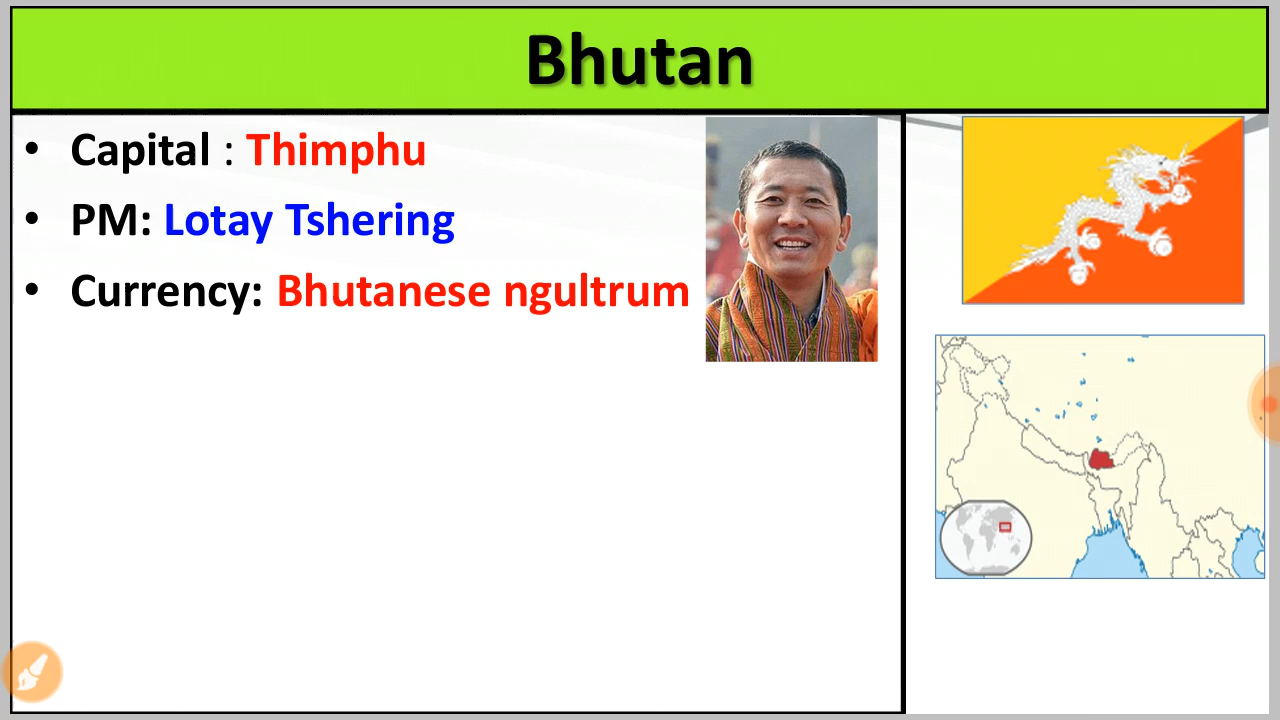 Bhutan
• Capital : Thimphu
• PM: Lotay Tshering
• Currency: Bhutanese ngultrum